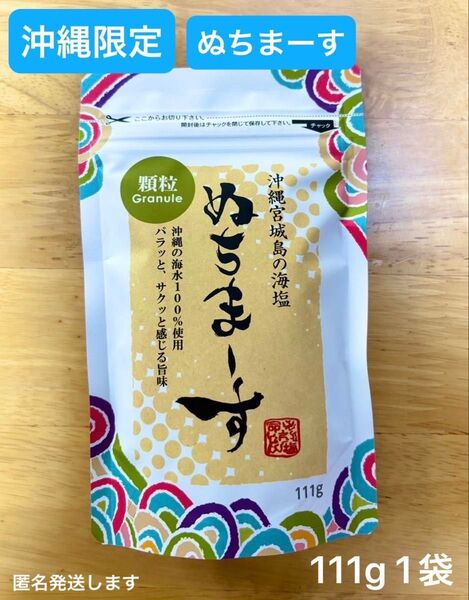 沖縄限定 ぬちまーす
ここからお切り下さい。
開封後はチャックを閉じて保存して下さい。
チャック
顆粒
Granule
沖縄宮城島の海塩
ぬちまーす
沖縄の海水100%使用
パラッと、サクッと感じる旨味
111g
111g 1袋
匿名発送します